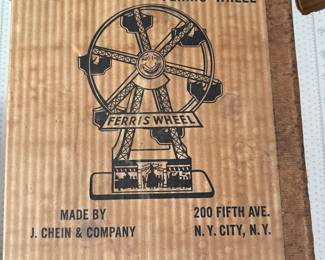 FERRIS WHEEL
MADE BY
J. CHEIN & COMPANY
200 FIFTH AVE.
N. Y. CITY, N. Y.